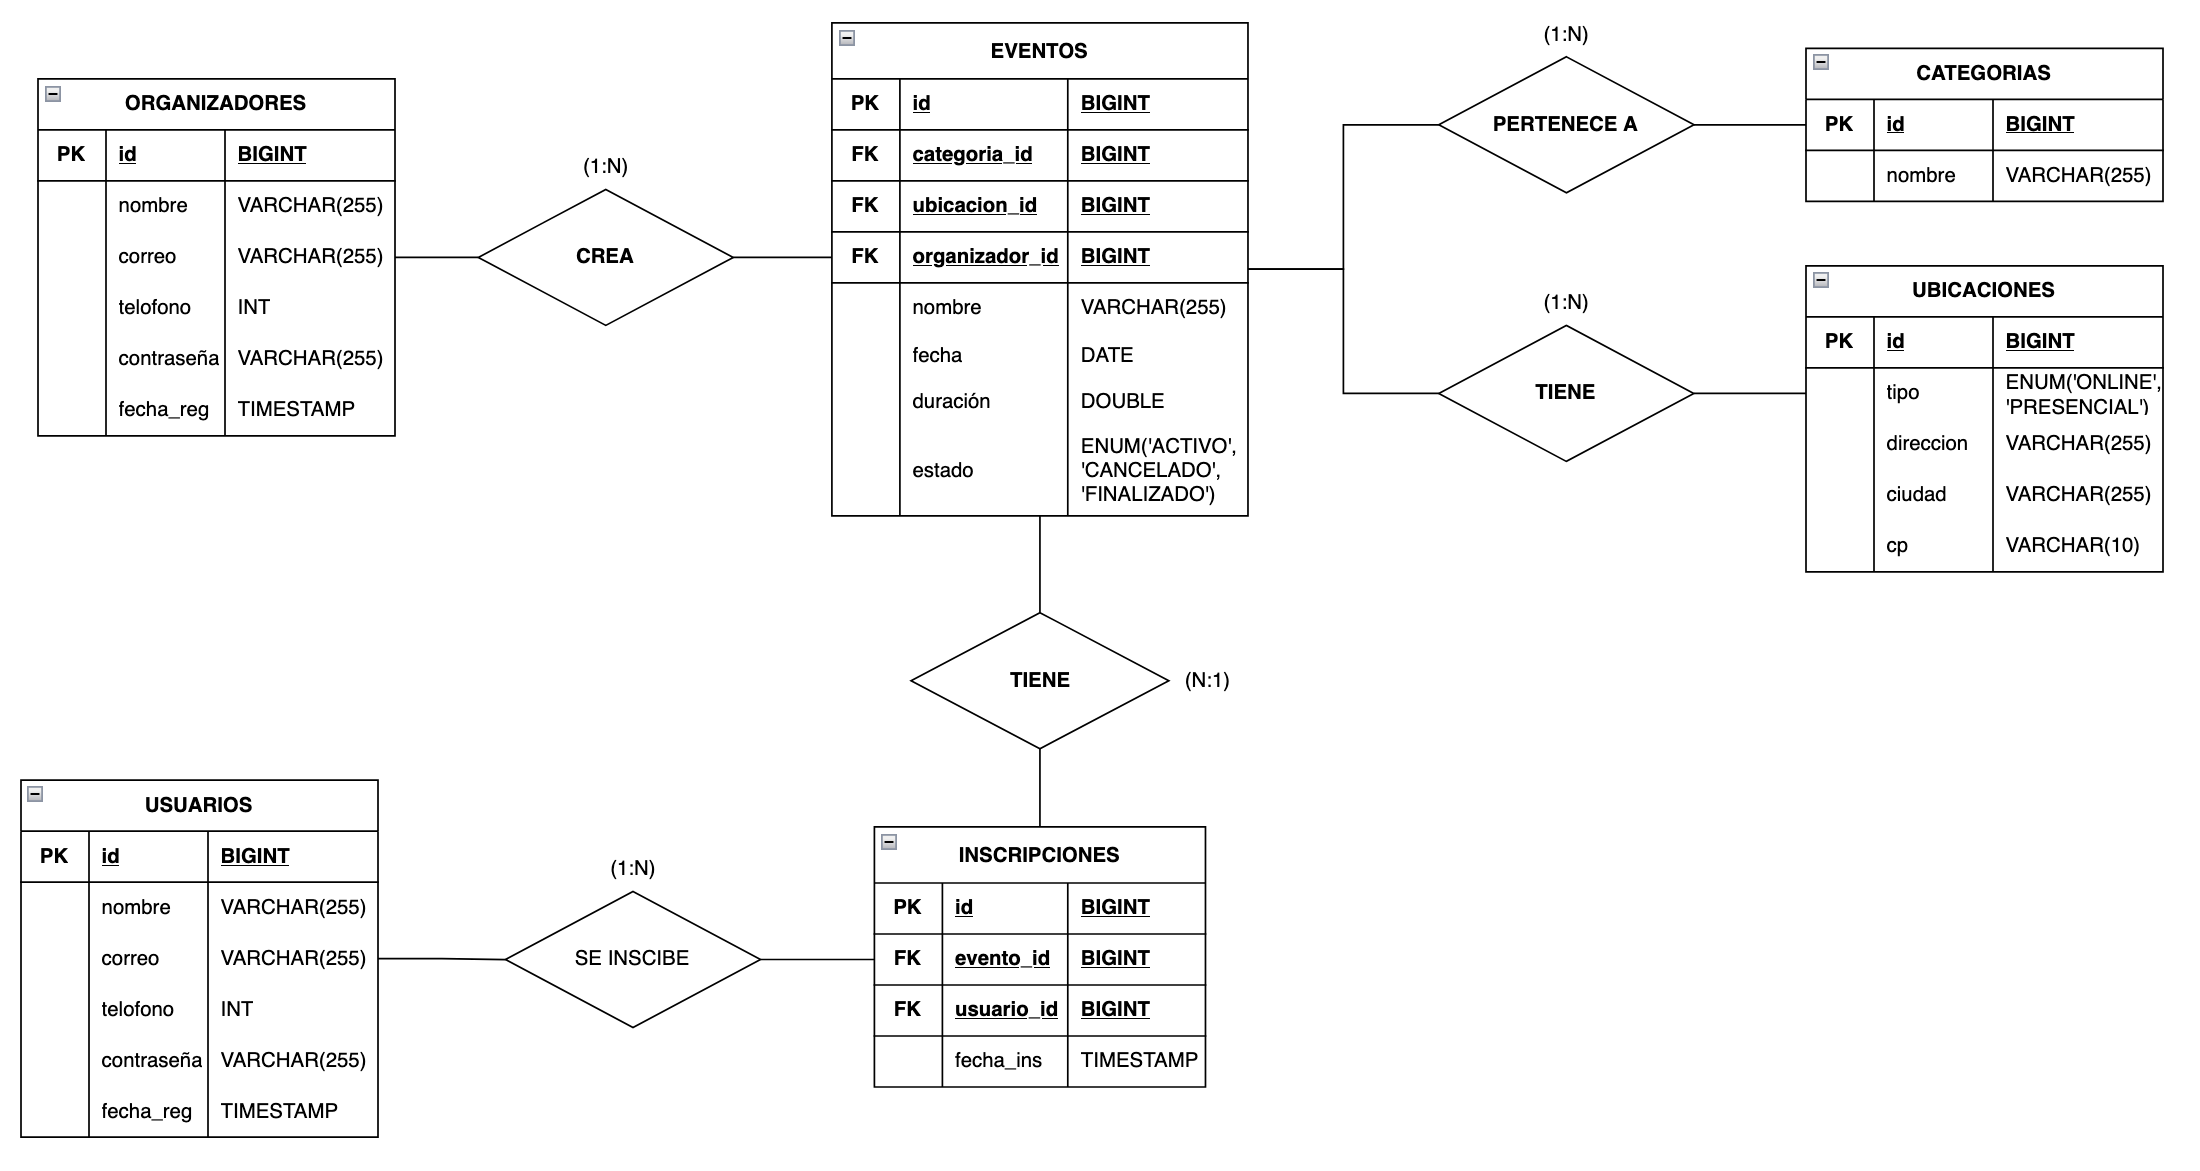 ORGANIZADORES
PK id BIGINT
nombre VARCHAR(255)
correo VARCHAR(255)
telofono INT
contraseña VARCHAR(255)
fecha_reg TIMESTAMP
(1:N)
CREA
EVENTOS
PK id BIGINT
FK categoria_id BIGINT
FK ubicacion_id BIGINT
FK organizador_id BIGINT
nombre VARCHAR(255)
fecha DATE
duración DOUBLE
estado ENUM('ACTIVO',
'CANCELADO',
'FINALIZADO')
(1:N)
PERTENECE A
CATEGORIAS
PK id BIGINT
nombre VARCHAR(255)
(1:N)
TIENE
UBICACIONES
PK id BIGINT
tipo ENUM('ONLINE',
'PRESENCIAL')
direccion VARCHAR(255)
ciudad VARCHAR(255)
cp VARCHAR(10)
TIENE
(N:1)
USUARIOS
PK id BIGINT
nombre VARCHAR(255)
correo VARCHAR(255)
telofono INT
contraseña VARCHAR(255)
fecha_reg TIMESTAMP
(1:N)
SE INSCIBE
INSCRIPCIONES
PK id BIGINT
FK evento_id BIGINT
FK usuario_id BIGINT
fecha_ins TIMESTAMP